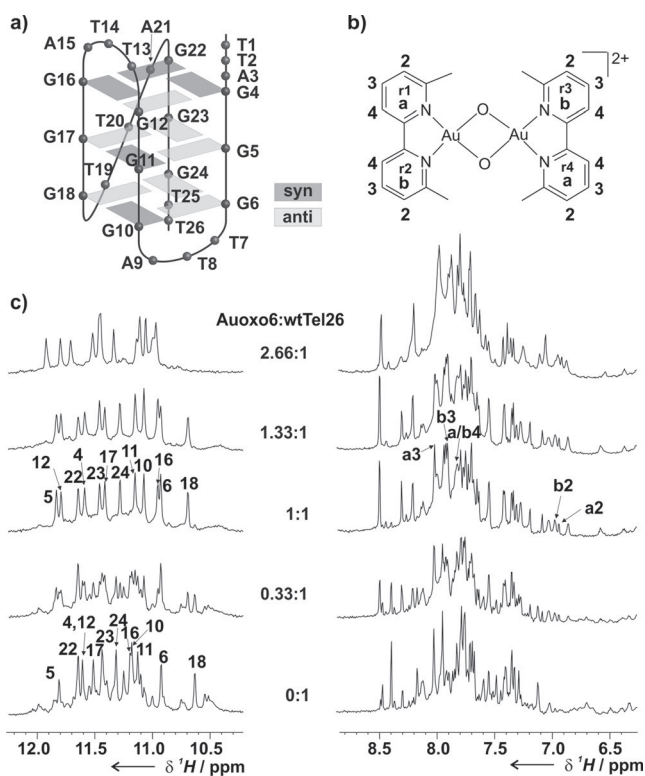 a)
T14
A21
A15
T13
G22
T1
T2
A3
G16
G4
T20
G12
G23
G17
G11
G5
T19
G24
G18
T25
G6
G10
T26
T7
A9
T8
syn
anti
b)
2+
2
2
3
r1
r3
3
4
a
b
4
N
N
O
Au
Au
O
N
N
4
r2
r4
4
3
b
a
3
2
2
c)
Auoxo6:wtTel26
2.66:1
1.33:1
1:1
0.33:1
0:1
12
4
17
11
16
22
23
24
10
5
6
18
4,12
24
16
10
22
17
23
11
6
18
5
b3
a/b4
a3
b2
a2
12.0
11.5
11.0
10.5
8.5
8.0
7.5
7.0
6.5
← δ ¹H / ppm
← δ ¹H / ppm